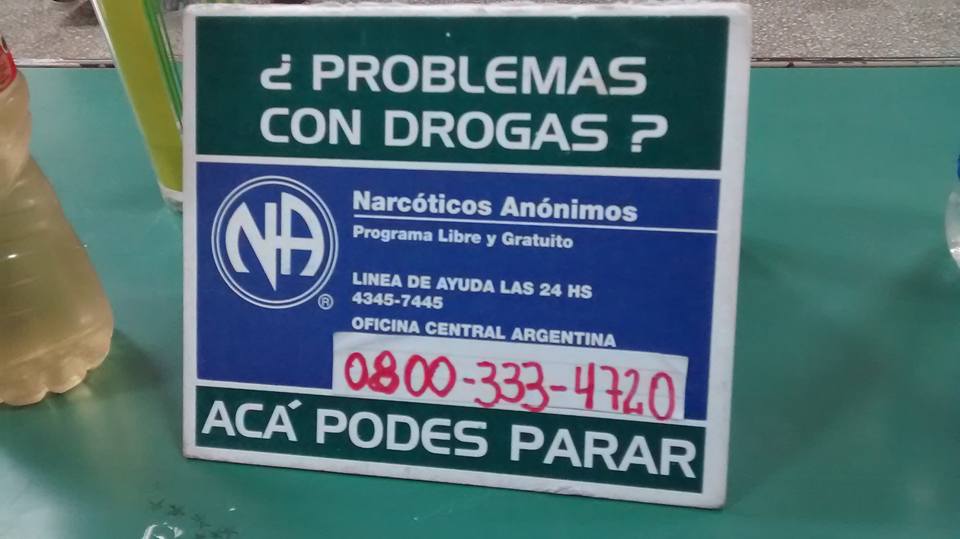 ¿ PROBLEMAS
CON DROGAS ?
NA
®
Narcóticos Anónimos
Programa Libre y Gratuito
LINEA DE AYUDA LAS 24 HS
4345-7445
OFICINA CENTRAL ARGENTINA
0800-333-4720
ACÁ PODES PARAR